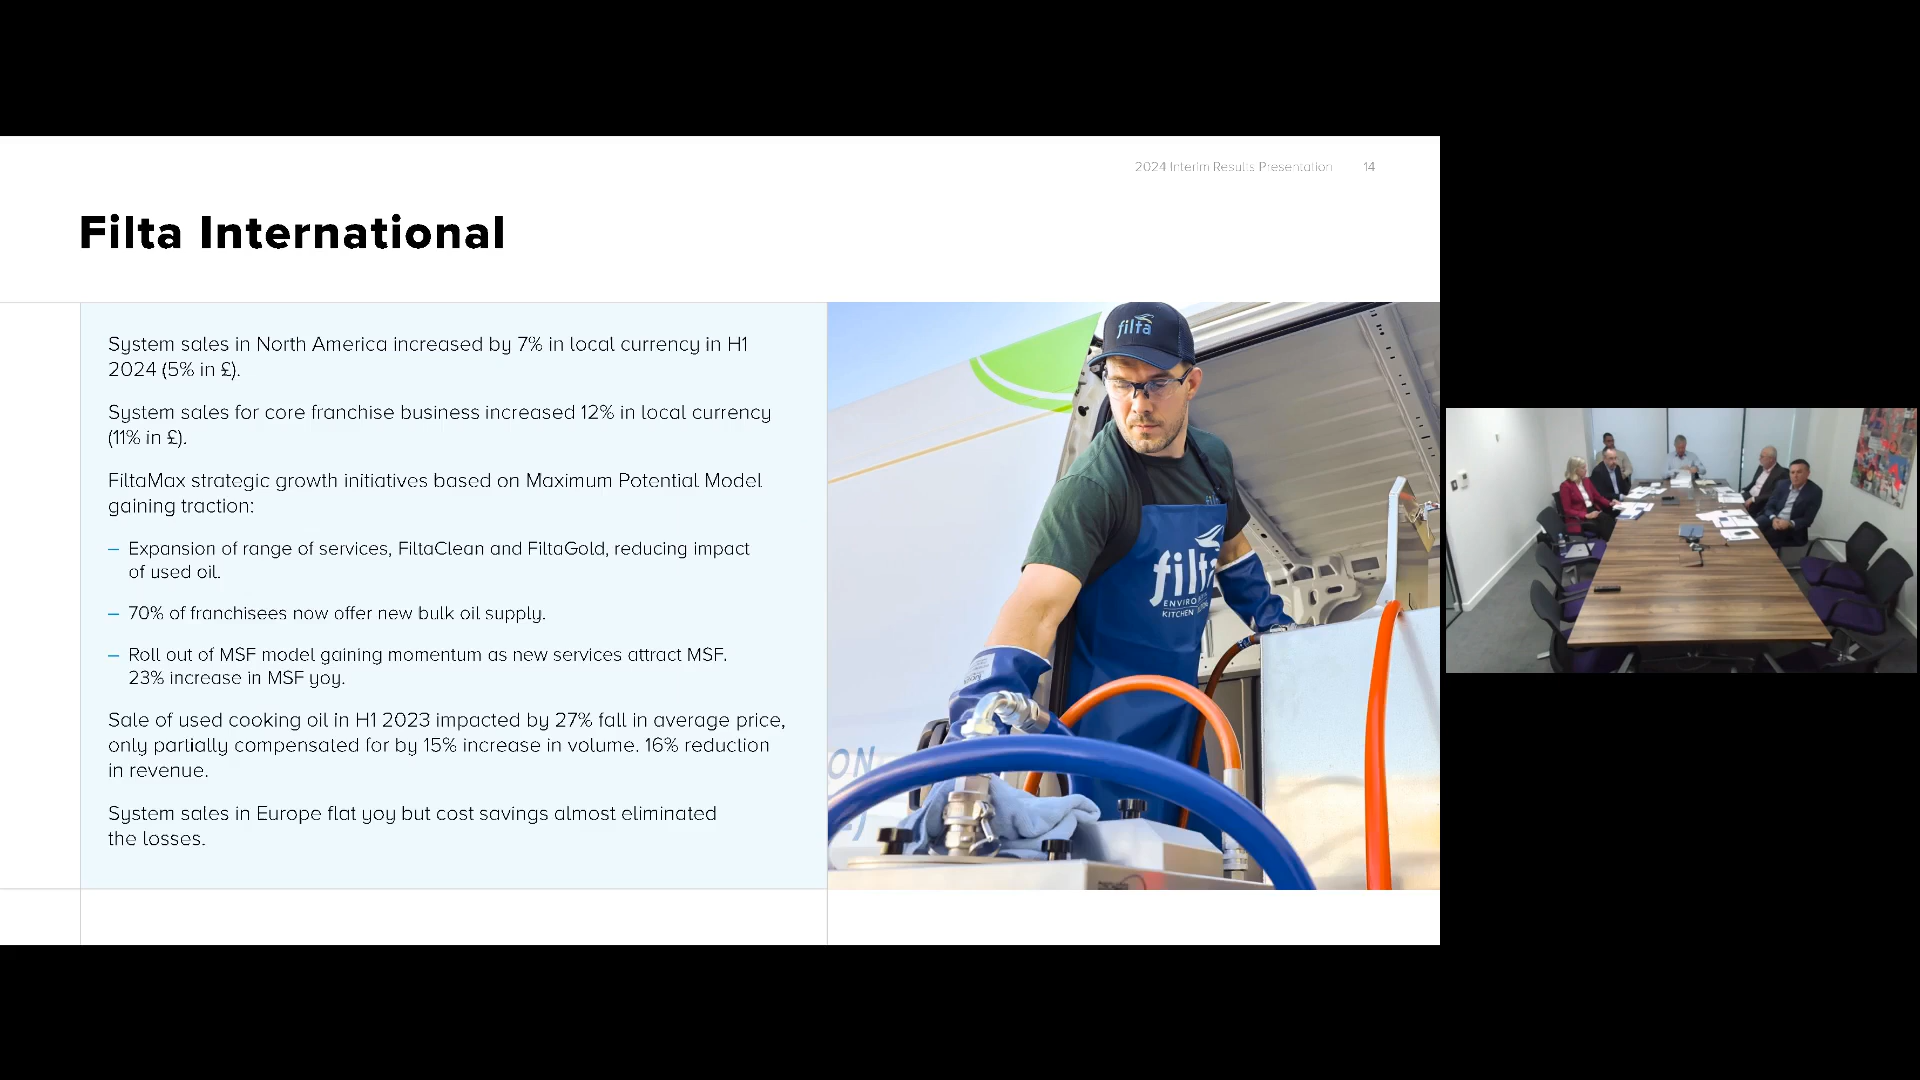 2024 Interim Results Presentation 14
Filta International
System sales in North America increased by 7% in local currency in H1
2024 (5% in £).
System sales for core franchise business increased 12% in local currency
(11% in £).
FiltaMax strategic growth initiatives based on Maximum Potential Model
gaining traction:
– Expansion of range of services, FiltaClean and FiltaGold, reducing impact
of used oil.
– 70% of franchisees now offer new bulk oil supply.
– Roll out of MSF model gaining momentum as new services attract MSF.
23% increase in MSF yoy.
Sale of used cooking oil in H1 2023 impacted by 27% fall in average price,
only partially compensated for by 15% increase in volume. 16% reduction
in revenue.
System sales in Europe flat yoy but cost savings almost eliminated
the losses.
filta
filta
KITCHEN
ON